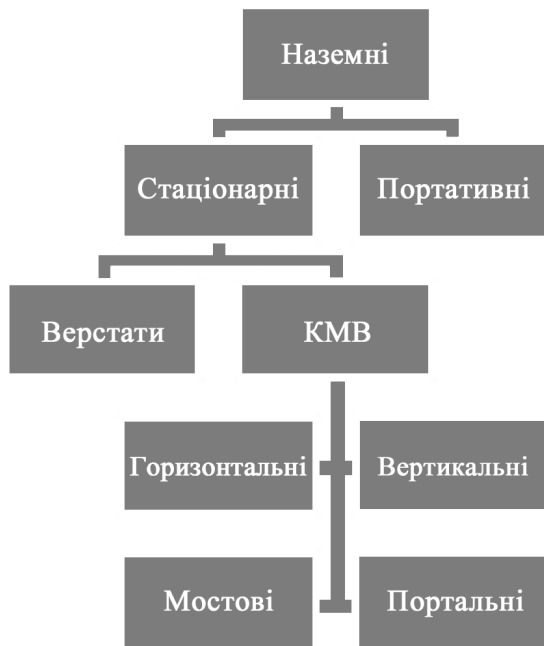 Наземні
Стаціонарні
Портативні
Верстати
КМВ
Горизонтальні
Вертикальні
Мостові
Портальні